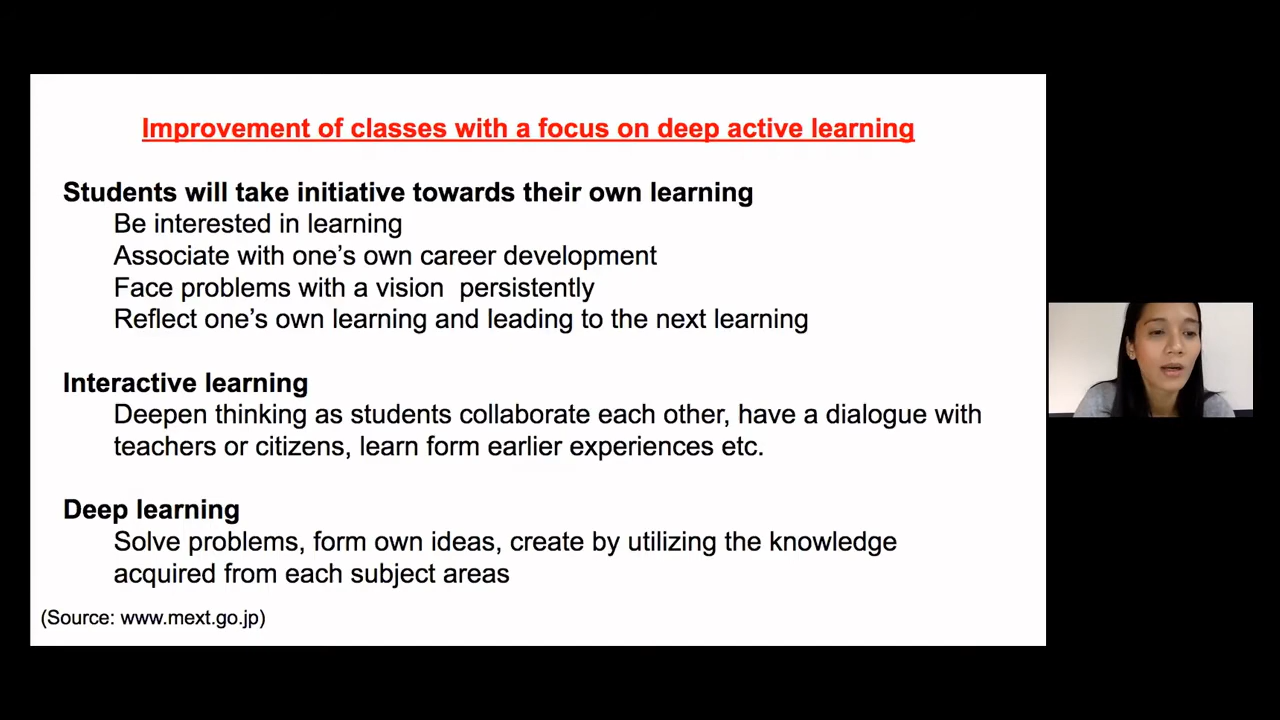 Improvement of classes with a focus on deep active learning
Students will take initiative towards their own learning
Be interested in learning
Associate with one’s own career development
Face problems with a vision  persistently
Reflect one’s own learning and leading to the next learning
Interactive learning
Deepen thinking as students collaborate each other, have a dialogue with
teachers or citizens, learn form earlier experiences etc.
Deep learning
Solve problems, form own ideas, create by utilizing the knowledge
acquired from each subject areas
(Source: www.mext.go.jp)